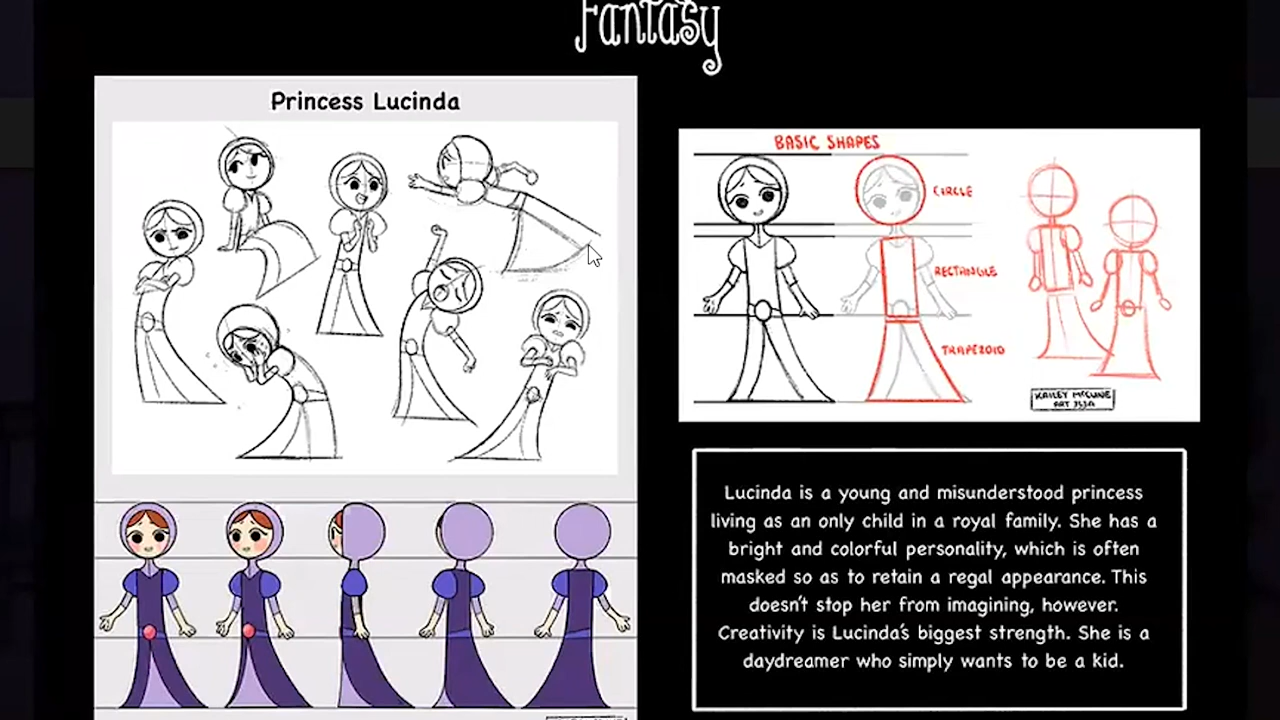 Fantasy
Princess Lucinda
BASIC SHAPES
CIRCLE
RECTANGLE
TRAPEZOID
KAILEY MCCUNE
ART 353A
Lucinda is a young and misunderstood princess
living as an only child in a royal family. She has a
bright and colorful personality, which is often
masked so as to retain a regal appearance. This
doesn't stop her from imagining, however.
Creativity is Lucinda's biggest strength. She is a
daydreamer who simply wants to be a kid.